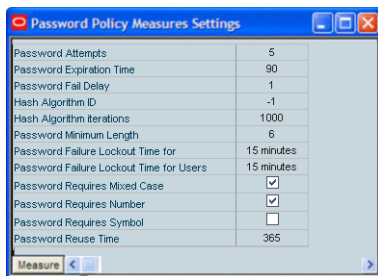 Password Policy Measures Settings
Password Attempts 5
Password Expiration Time 90
Password Fail Delay 1
Hash Algorithm ID -1
Hash Algorithm iterations 1000
Password Minimum Length 6
Password Failure Lockout Time for 15 minutes
Password Failure Lockout Time for Users 15 minutes
Password Requires Mixed Case
Password Requires Number
Password Requires Symbol
Password Reuse Time 365
Measure